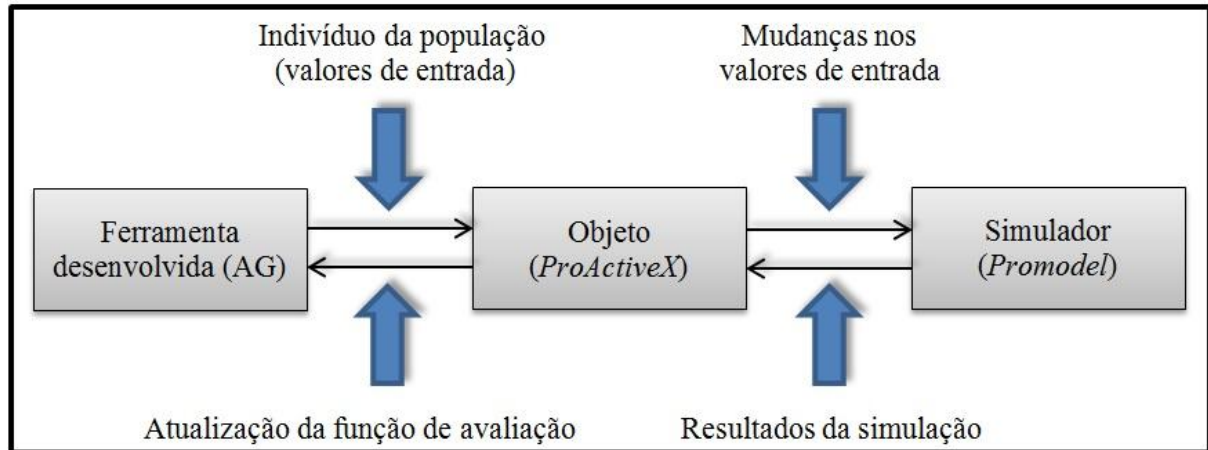 Indivíduo da população
(valores de entrada)
Mudanças nos
valores de entrada
Ferramenta
desenvolvida (AG)
Objeto
(ProActiveX)
Simulador
(Promodel)
Atualização da função de avaliação
Resultados da simulação